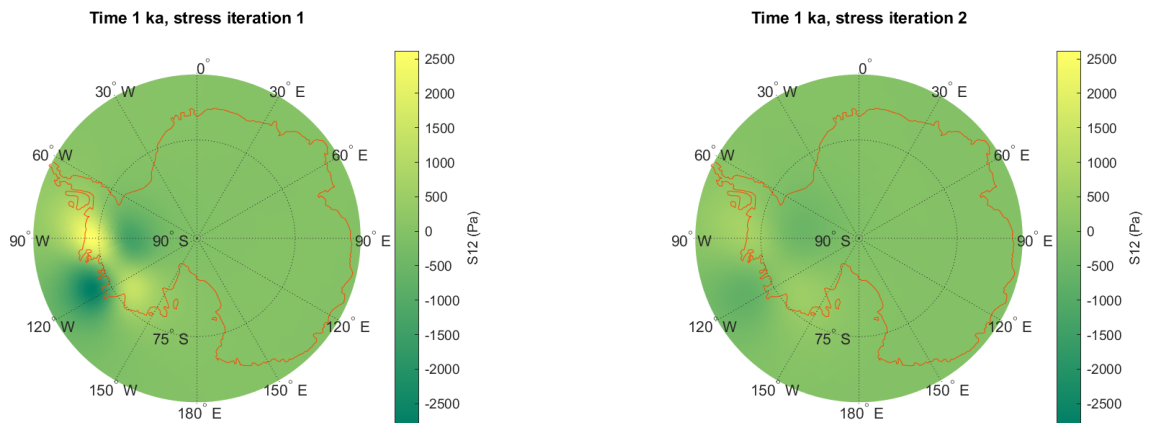 Time 1 ka, stress iteration 1
0° E
30° E
60° E
90° E
120° E
150° E
180° E
150° W
120° W
90° W
60° W
30° W
90° S
75° S
2500
2000
1500
1000
500
0
-500
-1000
-1500
-2000
-2500
S12 (Pa)
Time 1 ka, stress iteration 2
0° E
30° E
60° E
90° E
120° E
150° E
180° E
150° W
120° W
90° W
60° W
30° W
90° S
75° S
2500
2000
1500
1000
500
0
-500
-1000
-1500
-2000
-2500
S12 (Pa)